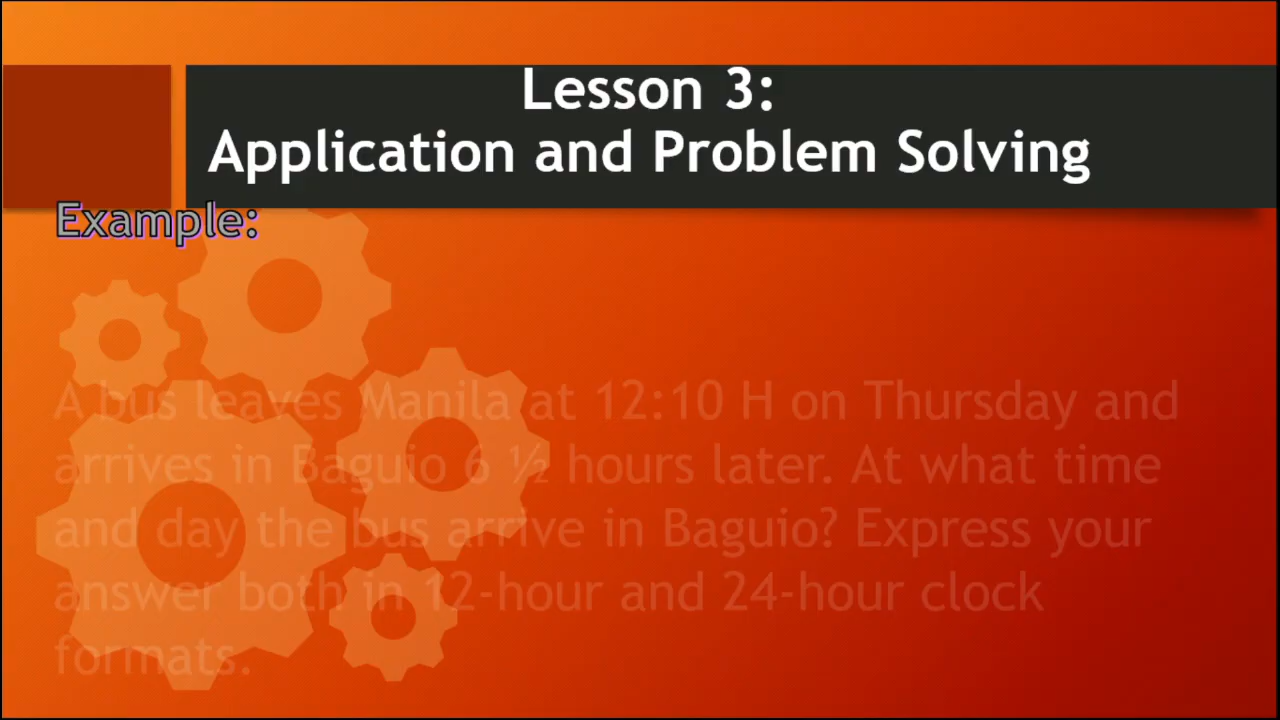 Lesson 3:
Application and Problem Solving
Example:
A bus leaves Manila at 12:10 H on Thursday and
arrives in Baguio 6 ½ hours later. At what time
and day the bus arrive in Baguio? Express your
answer both in 12-hour and 24-hour clock
formats.